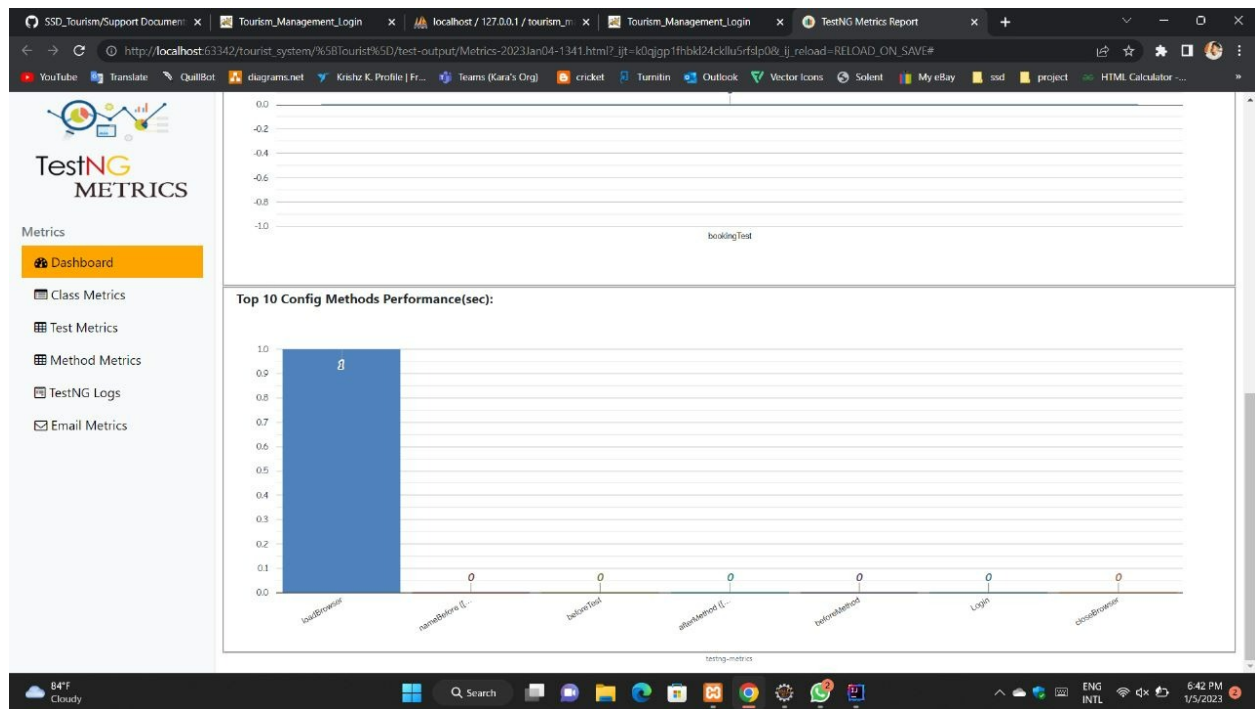 SSD_Tourism/Support Document
Tourism_Management_Login
localhost / 127.0.0.1 / tourism_m
Tourism_Management_Login
TestNG Metrics Report
http://localhost:63342/tourist_system/%5BTourist%5D/test-output/Metrics-2023Jan04-1341.html?_ijt=k0qjgp1fhbkl24ckllu5rfslp0&_ij_reload=RELOAD_ON_SAVE#
YouTube
Translate
QuillBot
diagrams.net
Krishz K. Profile | Fr...
Teams (Kara's Org)
cricket
Turnitin
Outlook
Vector Icons
Solent
My eBay
ssd
project
HTML Calculator -...
»
TestNG
METRICS
Metrics
Dashboard
Class Metrics
Test Metrics
Method Metrics
TestNG Logs
Email Metrics
0.0
-0.2
-0.4
-0.6
-0.8
-1.0
bookingTest
Top 10 Config Methods Performance(sec):
1.0
0.9
0.8
0.7
0.6
0.5
0.4
0.3
0.2
0.1
0.0
0
0
0
0
0
0
loadBrowser
nameBefore ([...
beforeTest
afterMethod ([...
beforeMethod
Login
closeBrowser
testng-metrics
84°F
Cloudy
Search
2
ENG
INTL
6:42 PM
1/5/2023
2